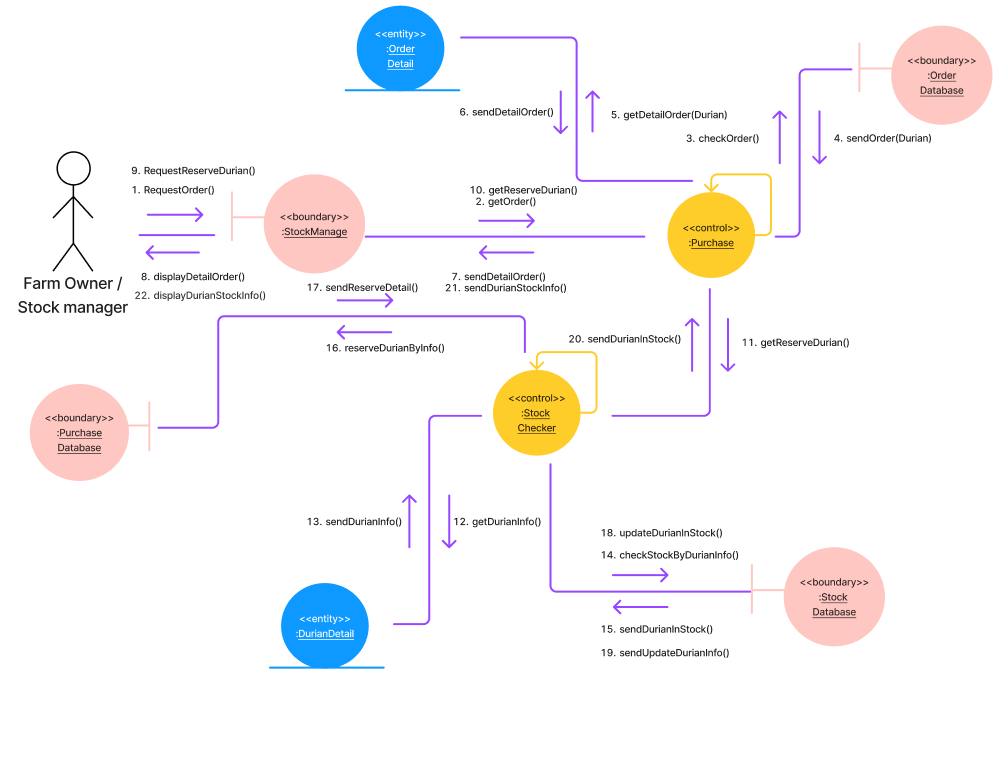 <<entity>>
:Order
Detail
<<boundary>>
:Order
Database
6. sendDetailOrder()
5. getDetailOrder(Durian)
3. checkOrder()
4. sendOrder(Durian)
9. RequestReserveDurian()
1. RequestOrder()
10. getReserveDurian()
2. getOrder()
<<boundary>>
:StockManage
<<control>>
:Purchase
Farm Owner /
Stock manager
8. displayDetailOrder()
22. displayDurianStockInfo()
7. sendDetailOrder()
21. sendDurianStockInfo()
17. sendReserveDetail()
16. reserveDurianByInfo()
20. sendDurianInStock()
11. getReserveDurian()
<<boundary>>
:Purchase
Database
<<control>>
:Stock
Checker
13. sendDurianInfo()
12. getDurianInfo()
18. updateDurianInStock()
14. checkStockByDurianInfo()
<<boundary>>
:Stock
Database
<<entity>>
:DurianDetail
15. sendDurianInStock()
19. sendUpdateDurianInfo()